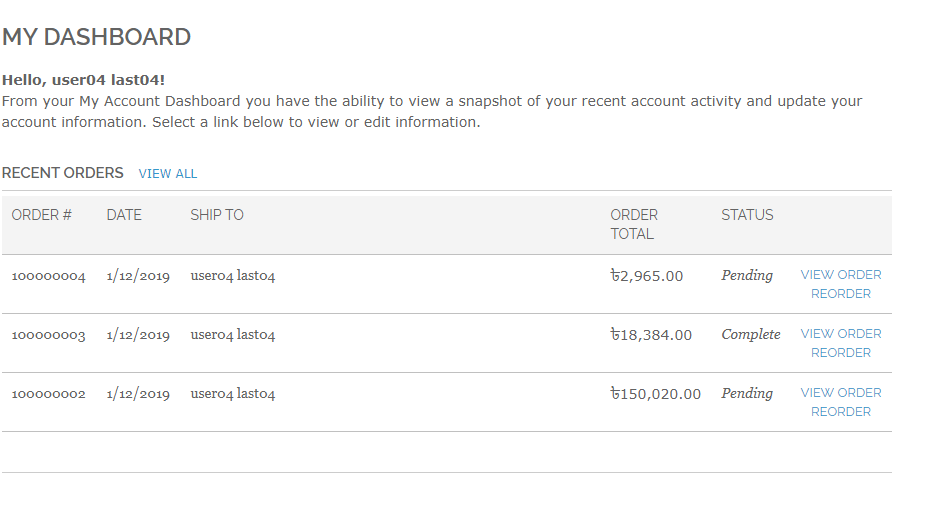 MY DASHBOARD
Hello, user04 last04!
From your My Account Dashboard you have the ability to view a snapshot of your recent account activity and update your
account information. Select a link below to view or edit information.
RECENT ORDERS VIEW ALL
ORDER # DATE SHIP TO ORDER TOTAL STATUS
100000004 1/12/2019 user04 last04 ৳2,965.00 Pending VIEW ORDER
REORDER
100000003 1/12/2019 user04 last04 ৳18,384.00 Complete VIEW ORDER
REORDER
100000002 1/12/2019 user04 last04 ৳150,020.00 Pending VIEW ORDER
REORDER